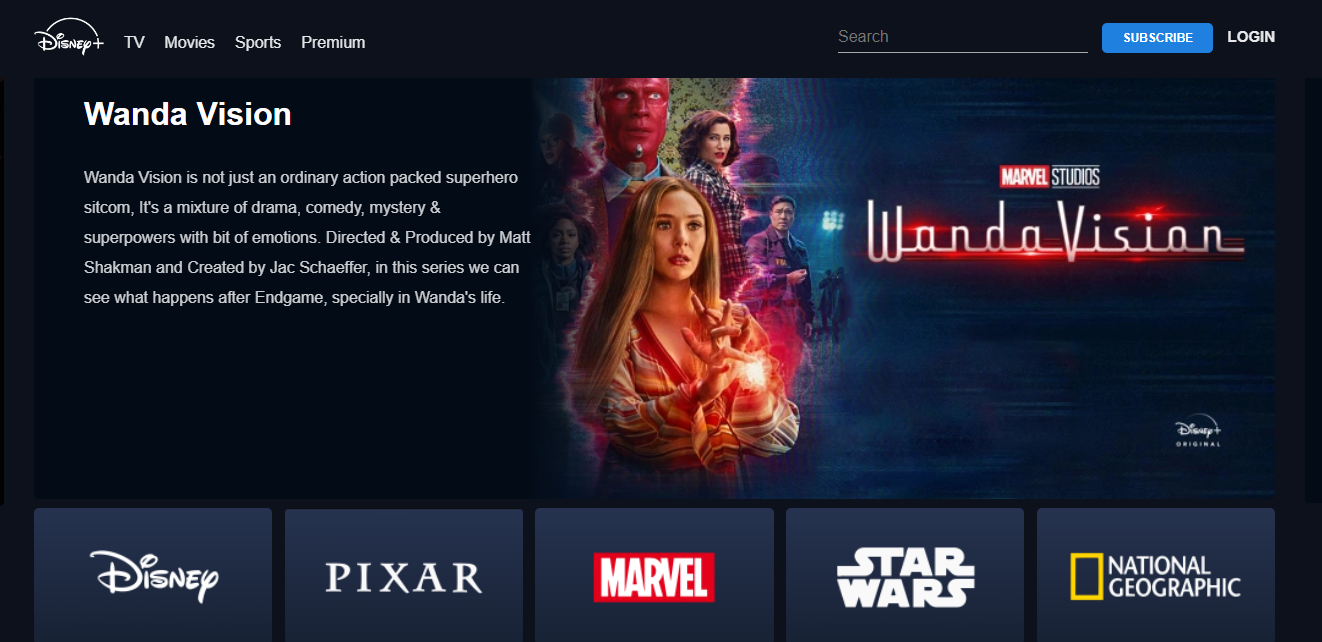 Disney+
TV
Movies
Sports
Premium
Search
SUBSCRIBE
LOGIN
Wanda Vision
Wanda Vision is not just an ordinary action packed superhero
sitcom, It's a mixture of drama, comedy, mystery &
superpowers with bit of emotions. Directed & Produced by Matt
Shakman and Created by Jac Schaeffer, in this series we can
see what happens after Endgame, specially in Wanda's life.
MARVEL STUDIOS
WandaVision
Disney+
ORIGINAL
Disney
PIXAR
MARVEL
STAR
WARS
NATIONAL
GEOGRAPHIC